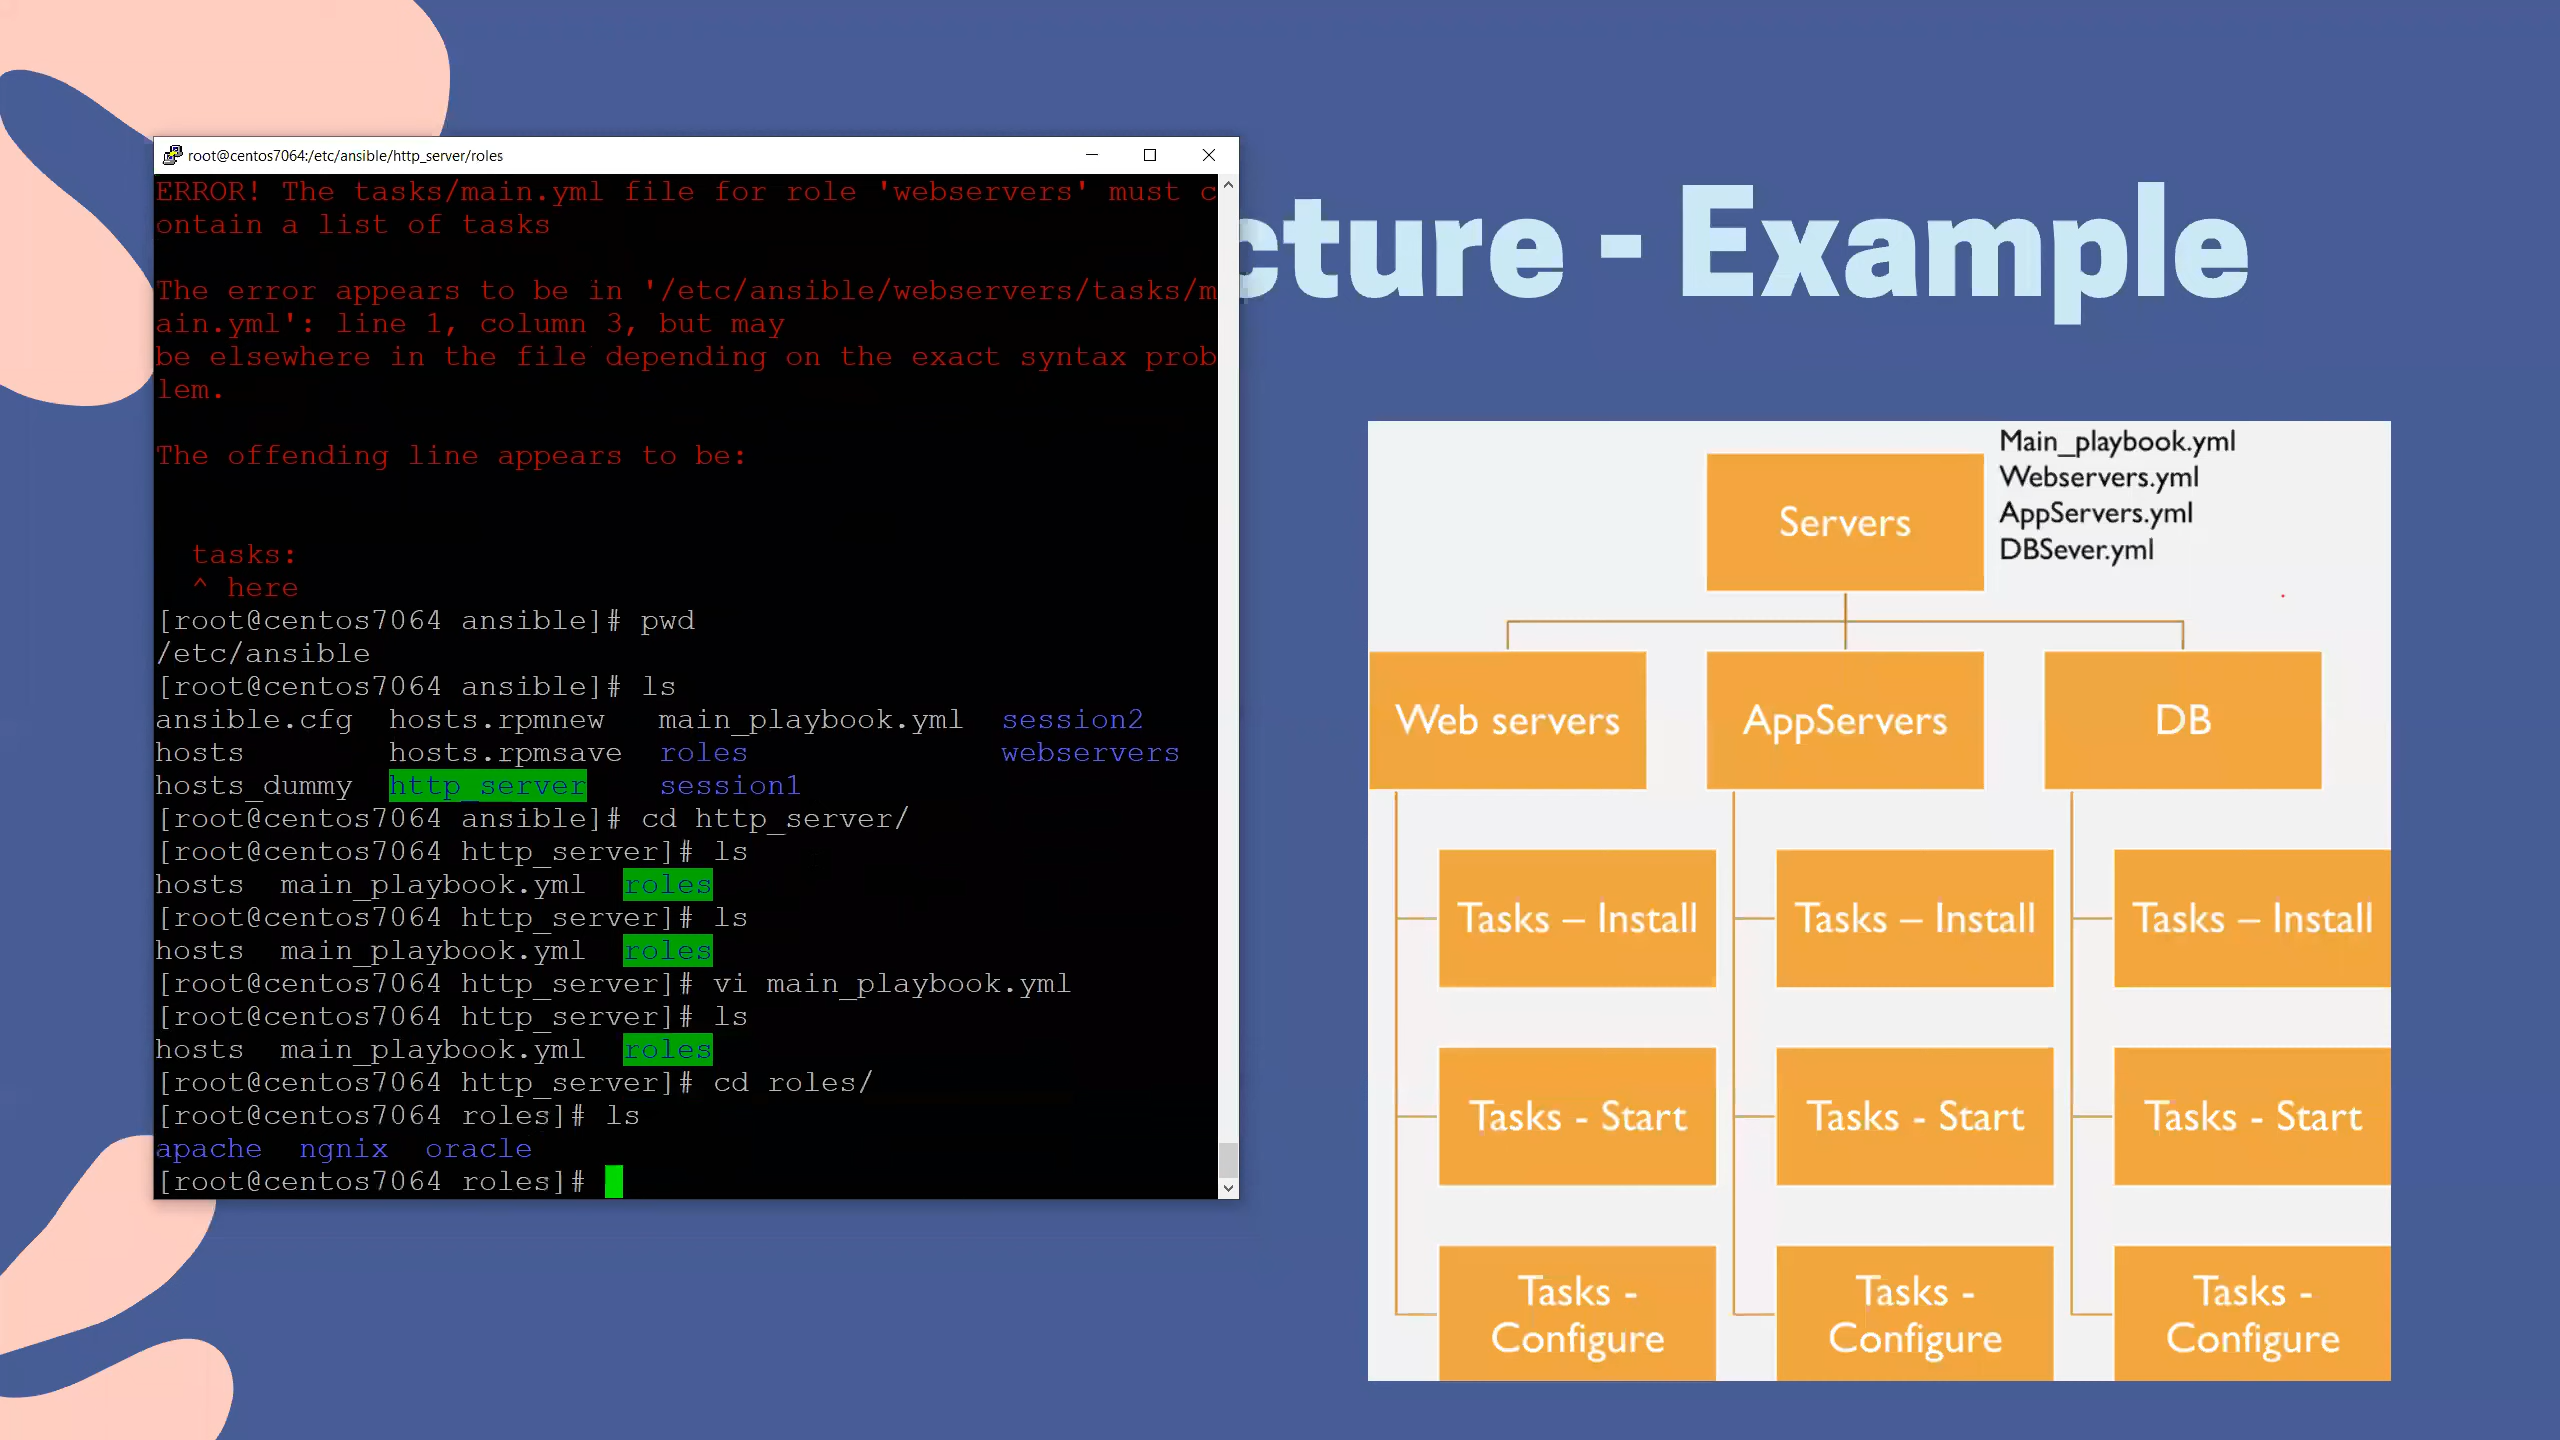 root@centos7064:/etc/ansible/http_server/roles
ERROR! The tasks/main.yml file for role 'webservers' must c
ontain a list of tasks
The error appears to be in '/etc/ansible/webservers/tasks/m
ain.yml': line 1, column 3, but may
be elsewhere in the file depending on the exact syntax prob
lem.
The offending line appears to be:
tasks:
^ here
[root@centos7064 ansible]# pwd
/etc/ansible
[root@centos7064 ansible]# ls
ansible.cfg hosts.rpmnew main_playbook.yml session2
hosts hosts.rpmsave roles webservers
hosts_dummy http_server session1
[root@centos7064 ansible]# cd http_server/
[root@centos7064 http_server]# ls
hosts main_playbook.yml roles
[root@centos7064 http_server]# ls
hosts main_playbook.yml roles
[root@centos7064 http_server]# vi main_playbook.yml
[root@centos7064 http_server]# ls
hosts main_playbook.yml roles
[root@centos7064 http_server]# cd roles/
[root@centos7064 roles]# ls
apache ngnix oracle
[root@centos7064 roles]#
cture - Example
Main_playbook.yml
Webservers.yml
AppServers.yml
DBSever.yml
Servers
Web servers
AppServers
DB
Tasks – Install
Tasks – Install
Tasks – Install
Tasks - Start
Tasks - Start
Tasks - Start
Tasks -
Configure
Tasks -
Configure
Tasks -
Configure